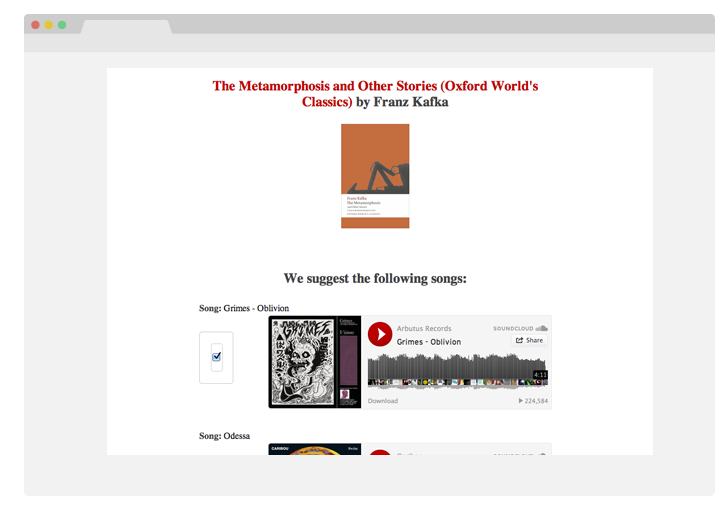 The Metamorphosis and Other Stories (Oxford World's
Classics) by Franz Kafka
Franz Kafka
The Metamorphosis
We suggest the following songs:
Song: Grimes - Oblivion
GRIMES
Arbutus Records
SOUNDCLOUD
Grimes - Oblivion
Share
4:11
Download
224,584
Song: Odessa
CARIBOU